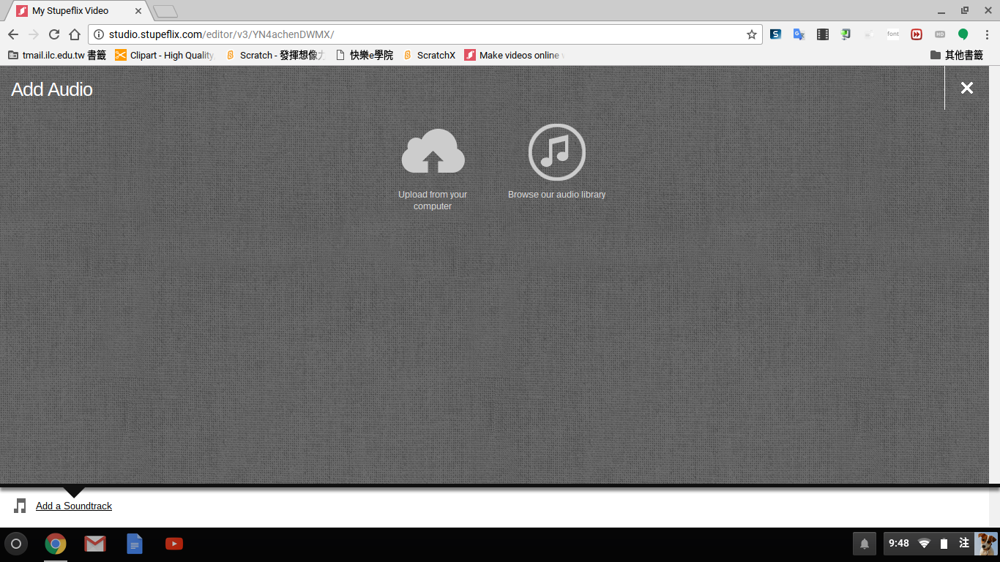 My Stupeflix Video
studio.stupeflix.com/editor/v3/YN4achenDWMX/
font
HD
tmail.ilc.edu.tw 書籤
Clipart - High Quality
Scratch - 發揮想像力
快樂e學院
ScratchX
Make videos online
其他書籤
Add Audio
Upload from your
computer
Browse our audio library
Add a Soundtrack
9:48
注